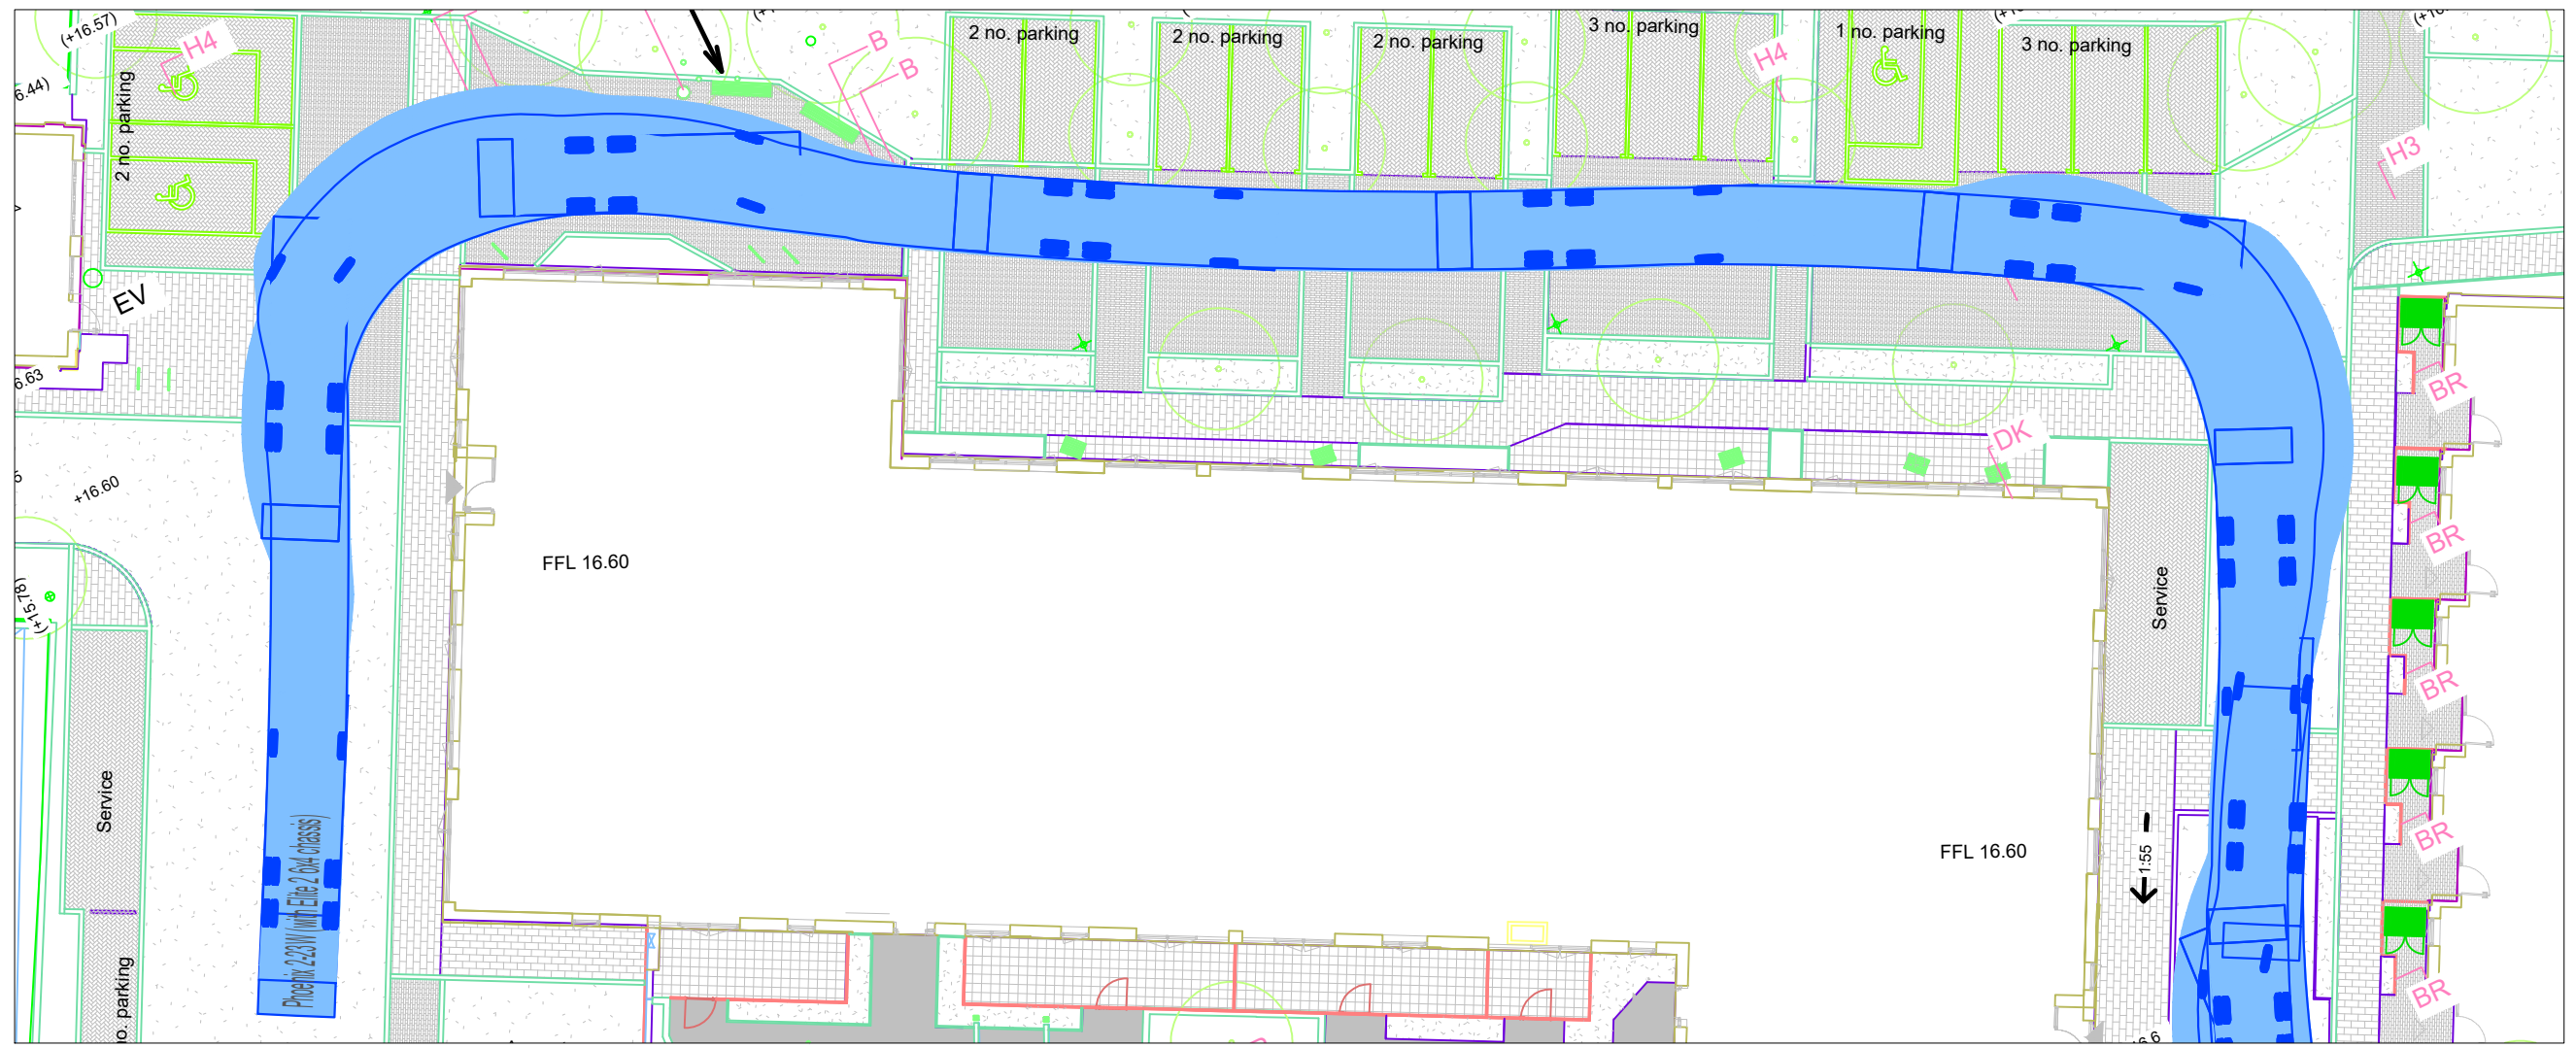 (+16.57)
H4
2 no. parking
6.44)
EV
6.63
+16.60
(+15.78)
Service
no. parking
Phoenix 2-23W (with Elite 2 6x4 chassis)
B
B
2 no. parking
2 no. parking
2 no. parking
3 no. parking
H4
1 no. parking
3 no. parking
H3
DK
FFL 16.60
FFL 16.60
Service
1:55
BR
BR
BR
BR
BR